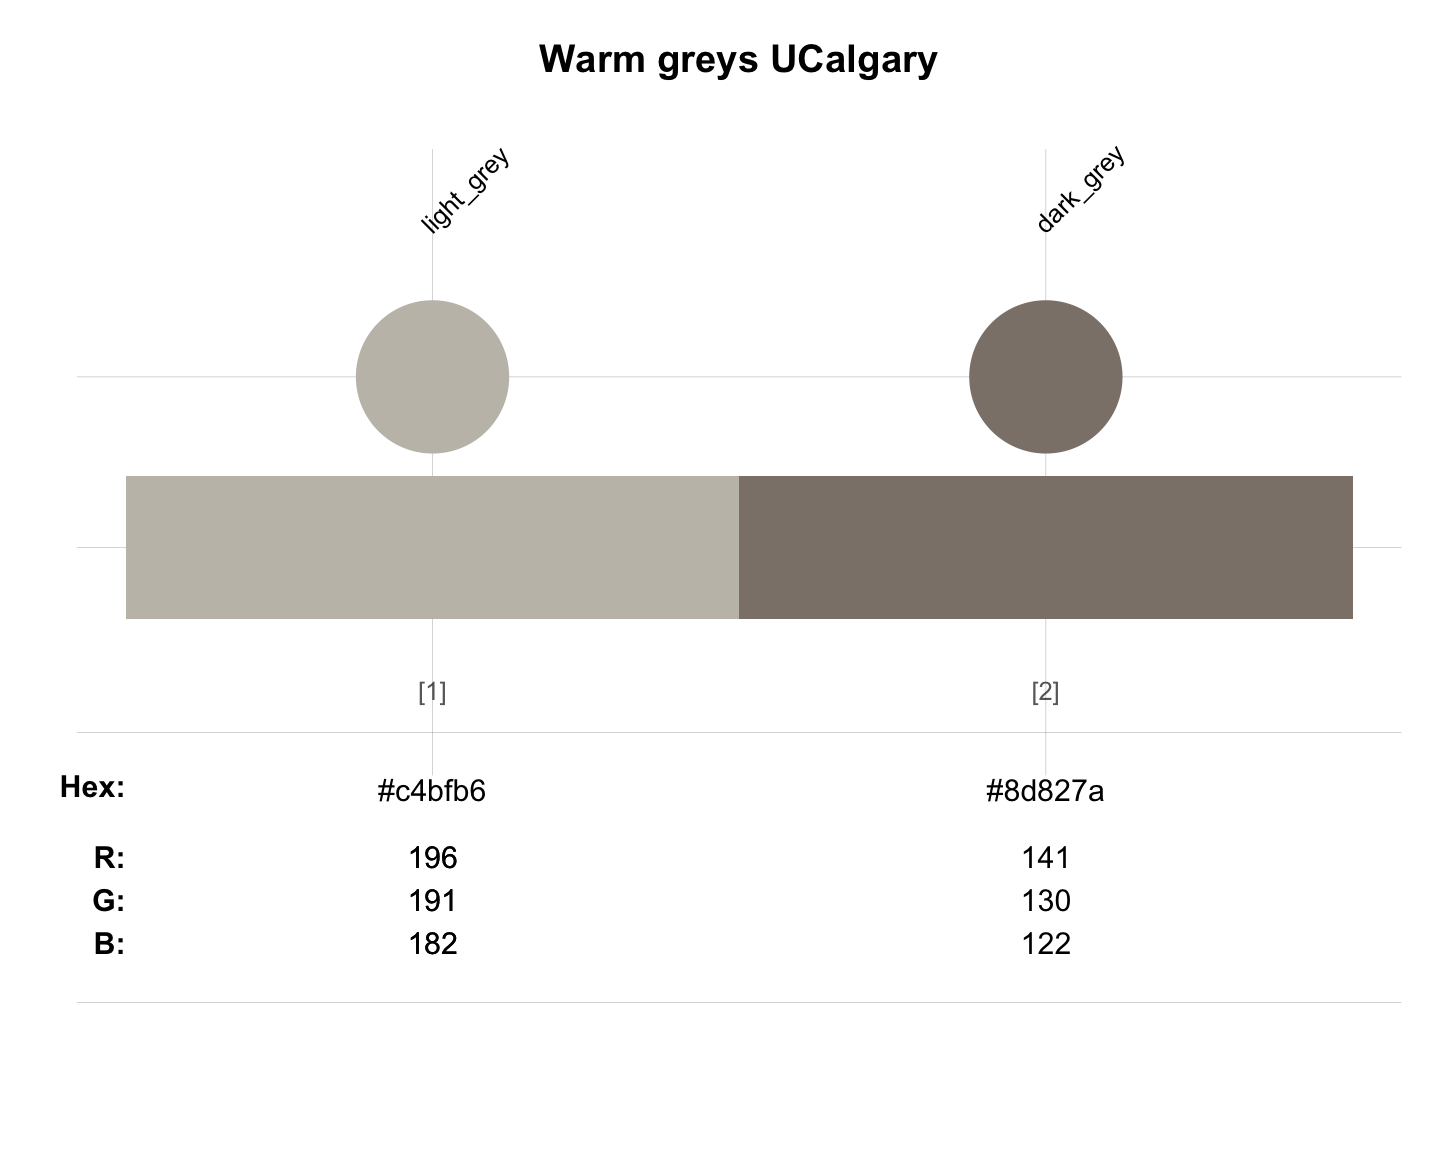 Warm greys UCalgary
light_grey dark_grey
[1] [2]
Hex: #c4bfb6 #8d827a
R: 196 141
G: 191 130
B: 182 122